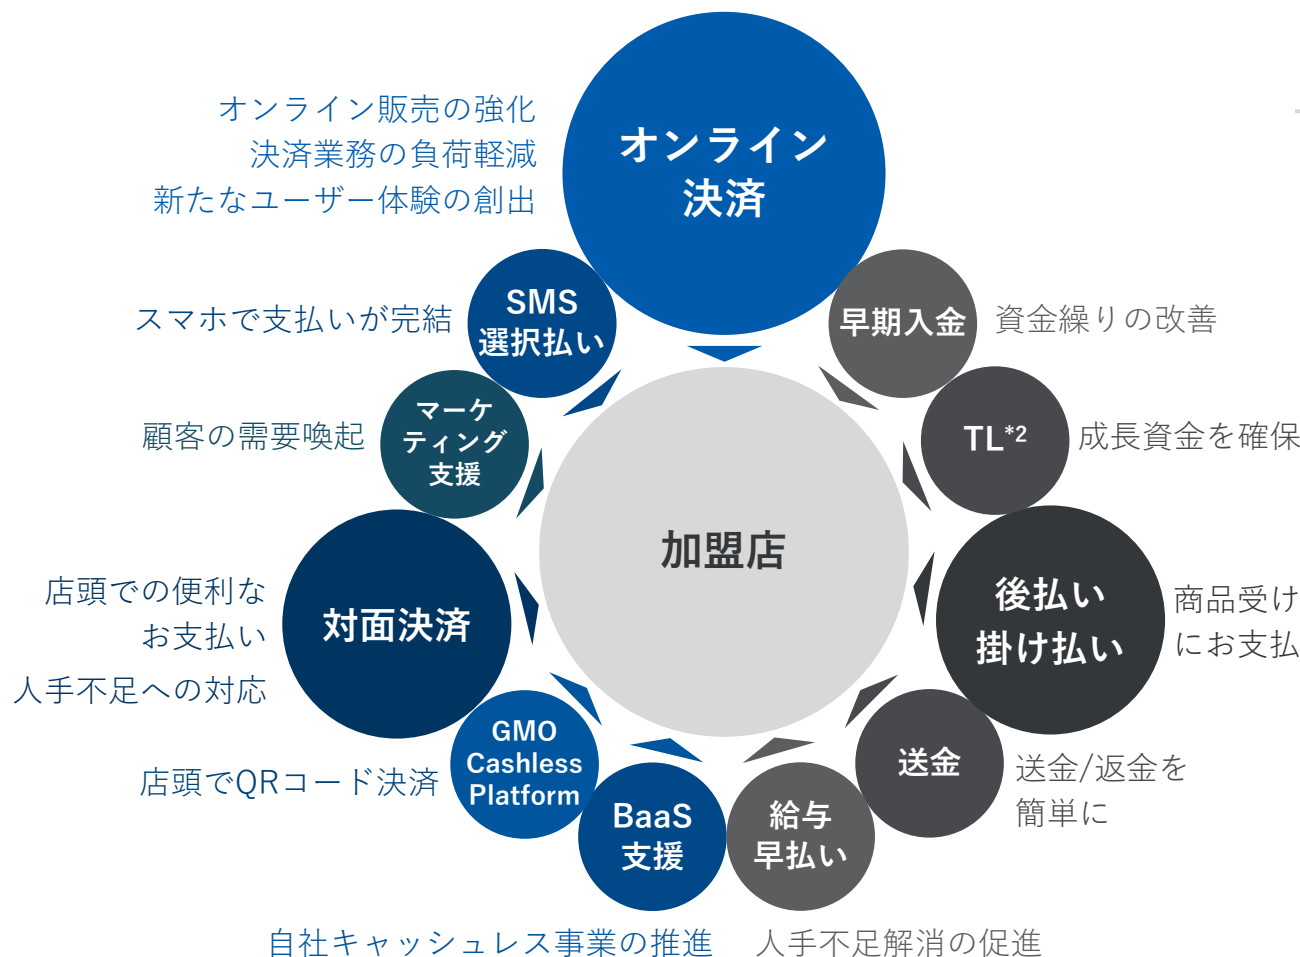 オンライン販売の強化
決済業務の負荷軽減
新たなユーザー体験の創出
オンライン
決済
スマホで支払いが完結
SMS
選択払い
早期入金
資金繰りの改善
顧客の需要喚起
マーケ
ティング
支援
TL*2
成長資金を確保
加盟店
店頭での便利な
お支払い
人手不足への対応
対面決済
後払い
掛け払い
商品受け
にお支払
店頭でQRコード決済
GMO
Cashless
Platform
BaaS
支援
給与
早払い
送金
送金/返金を
簡単に
自社キャッシュレス事業の推進
人手不足解消の促進